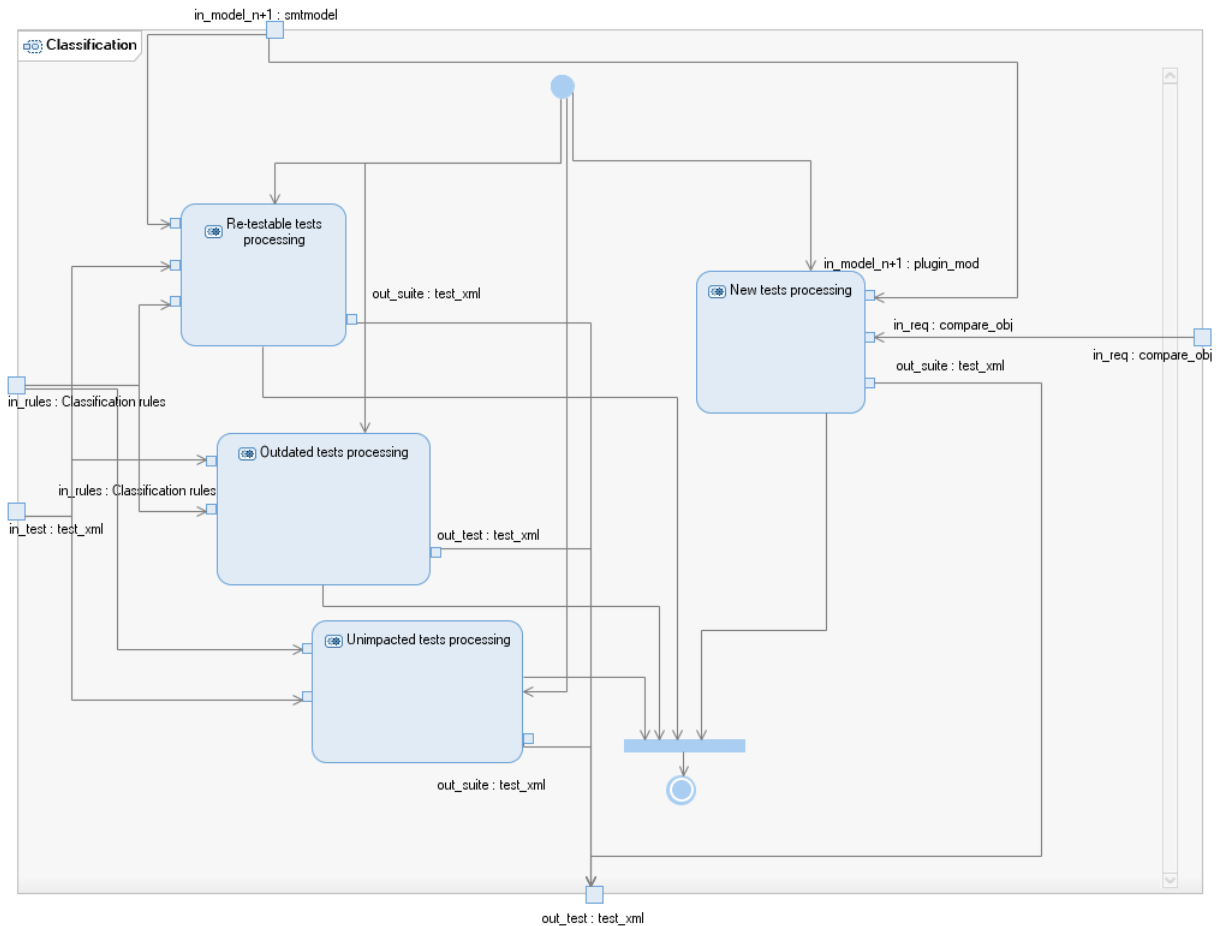 in_model_n+1 : smtmodel
Classification
Re-testable tests
processing
in_model_n+1 : plugin_mod
New tests processing
out_suite : test_xml
in_req : compare_obj
in_req : compare_obj
out_suite : test_xml
in_rules : Classification rules
Outdated tests processing
in_rules : Classification rules
in_test : test_xml
out_test : test_xml
Unimpacted tests processing
out_suite : test_xml
out_test : test_xml